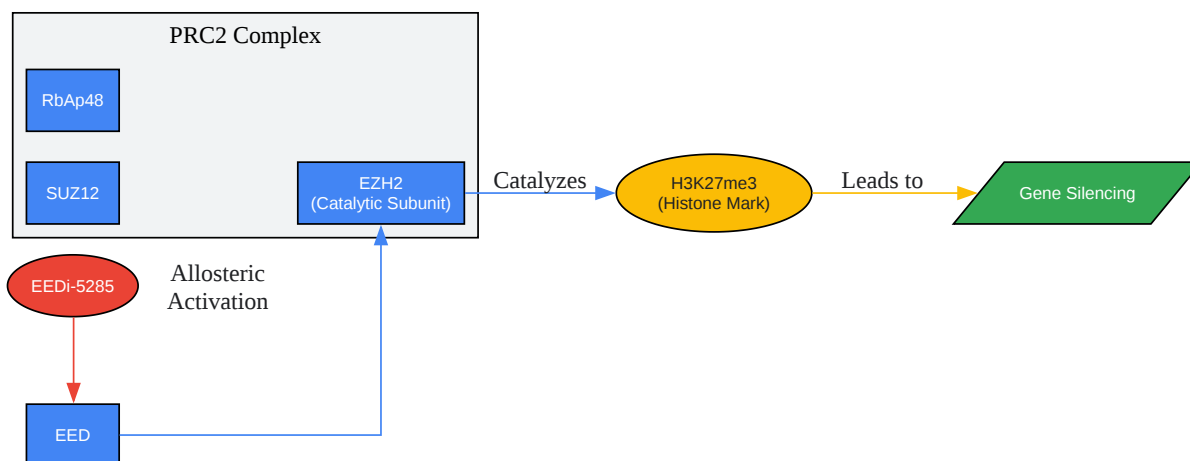 PRC2 Complex
RbAp48
SUZ12
EZH2
(Catalytic Subunit)
Catalyzes
H3K27me3
(Histone Mark)
Leads to
Gene Silencing
EEDi-5285
Allosteric
Activation
EED